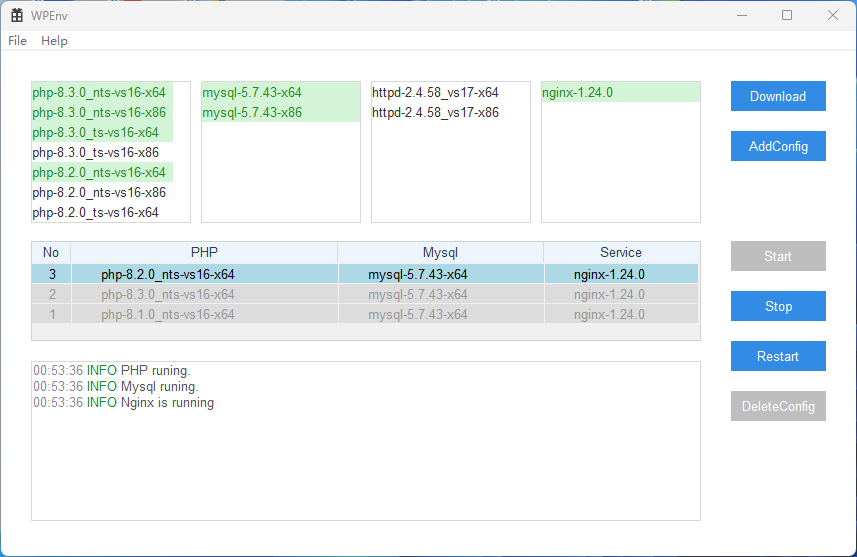 WPEnv
File Help
php-8.3.0_nts-vs16-x64
php-8.3.0_nts-vs16-x86
php-8.3.0_ts-vs16-x64
php-8.3.0_ts-vs16-x86
php-8.2.0_nts-vs16-x64
php-8.2.0_nts-vs16-x86
php-8.2.0_ts-vs16-x64
mysql-5.7.43-x64
mysql-5.7.43-x86
httpd-2.4.58_vs17-x64
httpd-2.4.58_vs17-x86
nginx-1.24.0
Download
AddConfig
No PHP Mysql Service
3 php-8.2.0_nts-vs16-x64 mysql-5.7.43-x64 nginx-1.24.0
2 php-8.3.0_nts-vs16-x64 mysql-5.7.43-x64 nginx-1.24.0
1 php-8.1.0_nts-vs16-x64 mysql-5.7.43-x64 nginx-1.24.0
Start
Stop
Restart
DeleteConfig
00:53:36 INFO PHP runing.
00:53:36 INFO Mysql runing.
00:53:36 INFO Nginx is running